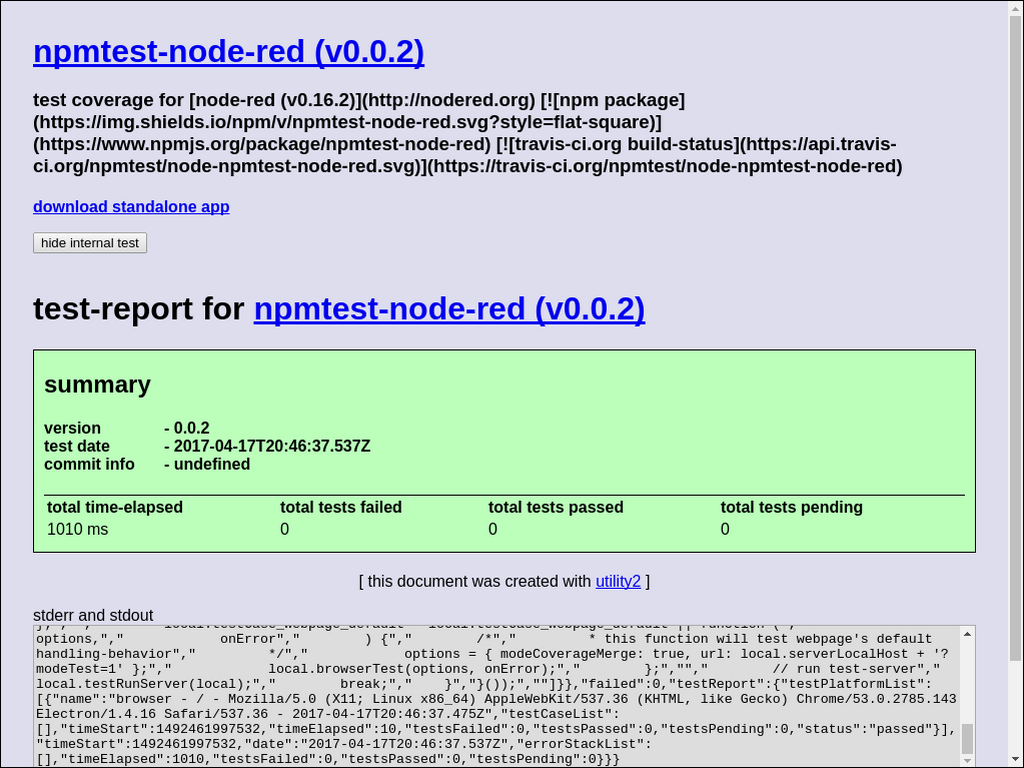 npmtest-node-red (v0.0.2)
test coverage for [node-red (v0.16.2)](http://nodered.org) [![npm package]
(https://img.shields.io/npm/v/npmtest-node-red.svg?style=flat-square)]
(https://www.npmjs.org/package/npmtest-node-red) [![travis-ci.org build-status](https://api.travis-
ci.org/npmtest/node-npmtest-node-red.svg)](https://travis-ci.org/npmtest/node-npmtest-node-red)
download standalone app
hide internal test
test-report for npmtest-node-red (v0.0.2)
summary
version - 0.0.2
test date - 2017-04-17T20:46:37.537Z
commit info - undefined
total time-elapsed total tests failed total tests passed total tests pending
1010 ms 0 0 0
[ this document was created with utility2 ]
stderr and stdout
options,"," onError"," ) {"," /*"," * this function will test webpage's default
handling-behavior"," */"," options = { modeCoverageMerge: true, url: local.serverLocalHost + '?
modeTest=1' };"," local.browserTest(options, onError);"," };",""," // run test-server","
local.testRunServer(local);"," break;"," }","}());",""]}},"failed":0,"testReport":{"testPlatformList":
[{"name":"browser - / - Mozilla/5.0 (X11; Linux x86_64) AppleWebKit/537.36 (KHTML, like Gecko) Chrome/53.0.2785.143
Electron/1.4.16 Safari/537.36 - 2017-04-17T20:46:37.475Z","testCaseList":
[],"timeStart":1492461997532,"timeElapsed":10,"testsFailed":0,"testsPassed":0,"testsPending":0,"status":"passed"}],
"timeStart":1492461997532,"date":"2017-04-17T20:46:37.537Z","errorStackList":
[],"timeElapsed":1010,"testsFailed":0,"testsPassed":0,"testsPending":0}}}